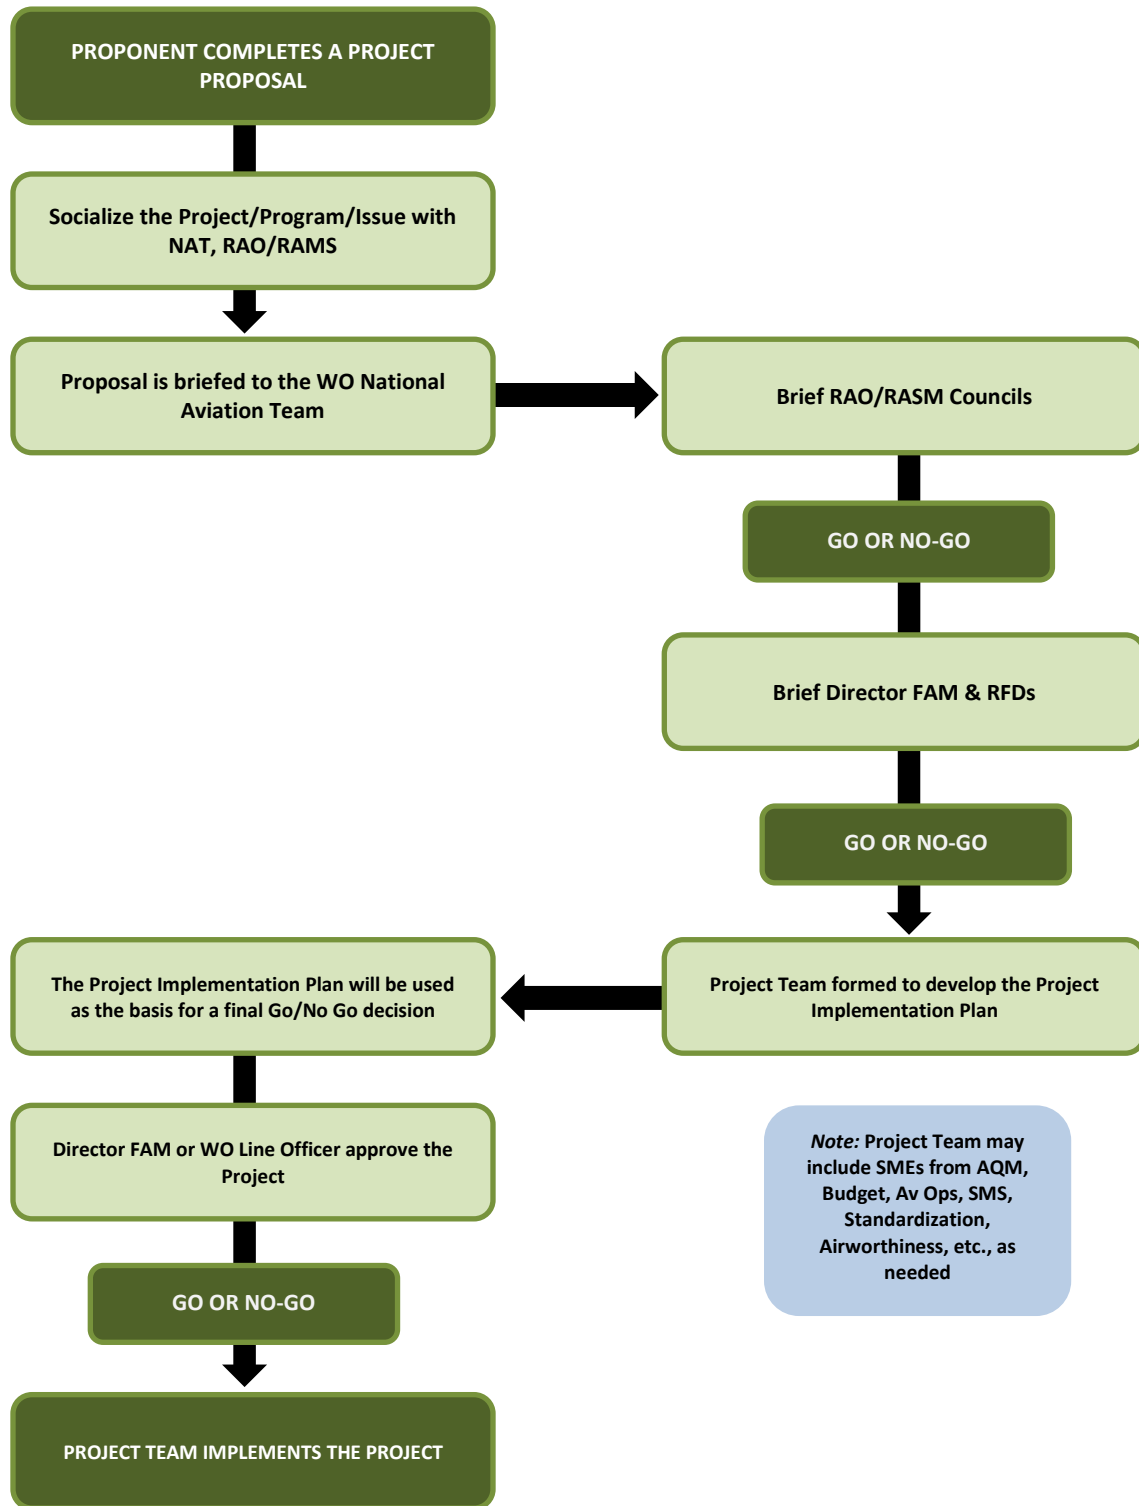 PROPONENT COMPLETES A PROJECT
PROPOSAL
Socialize the Project/Program/Issue with
NAT, RAO/RAMS
Proposal is briefed to the WO National
Aviation Team
Brief RAO/RASM Councils
GO OR NO-GO
Brief Director FAM & RFDs
GO OR NO-GO
Project Team formed to develop the Project
Implementation Plan
The Project Implementation Plan will be used
as the basis for a final Go/No Go decision
Director FAM or WO Line Officer approve the
Project
GO OR NO-GO
PROJECT TEAM IMPLEMENTS THE PROJECT
Note: Project Team may
include SMEs from AQM,
Budget, Av Ops, SMS,
Standardization,
Airworthiness, etc., as
needed